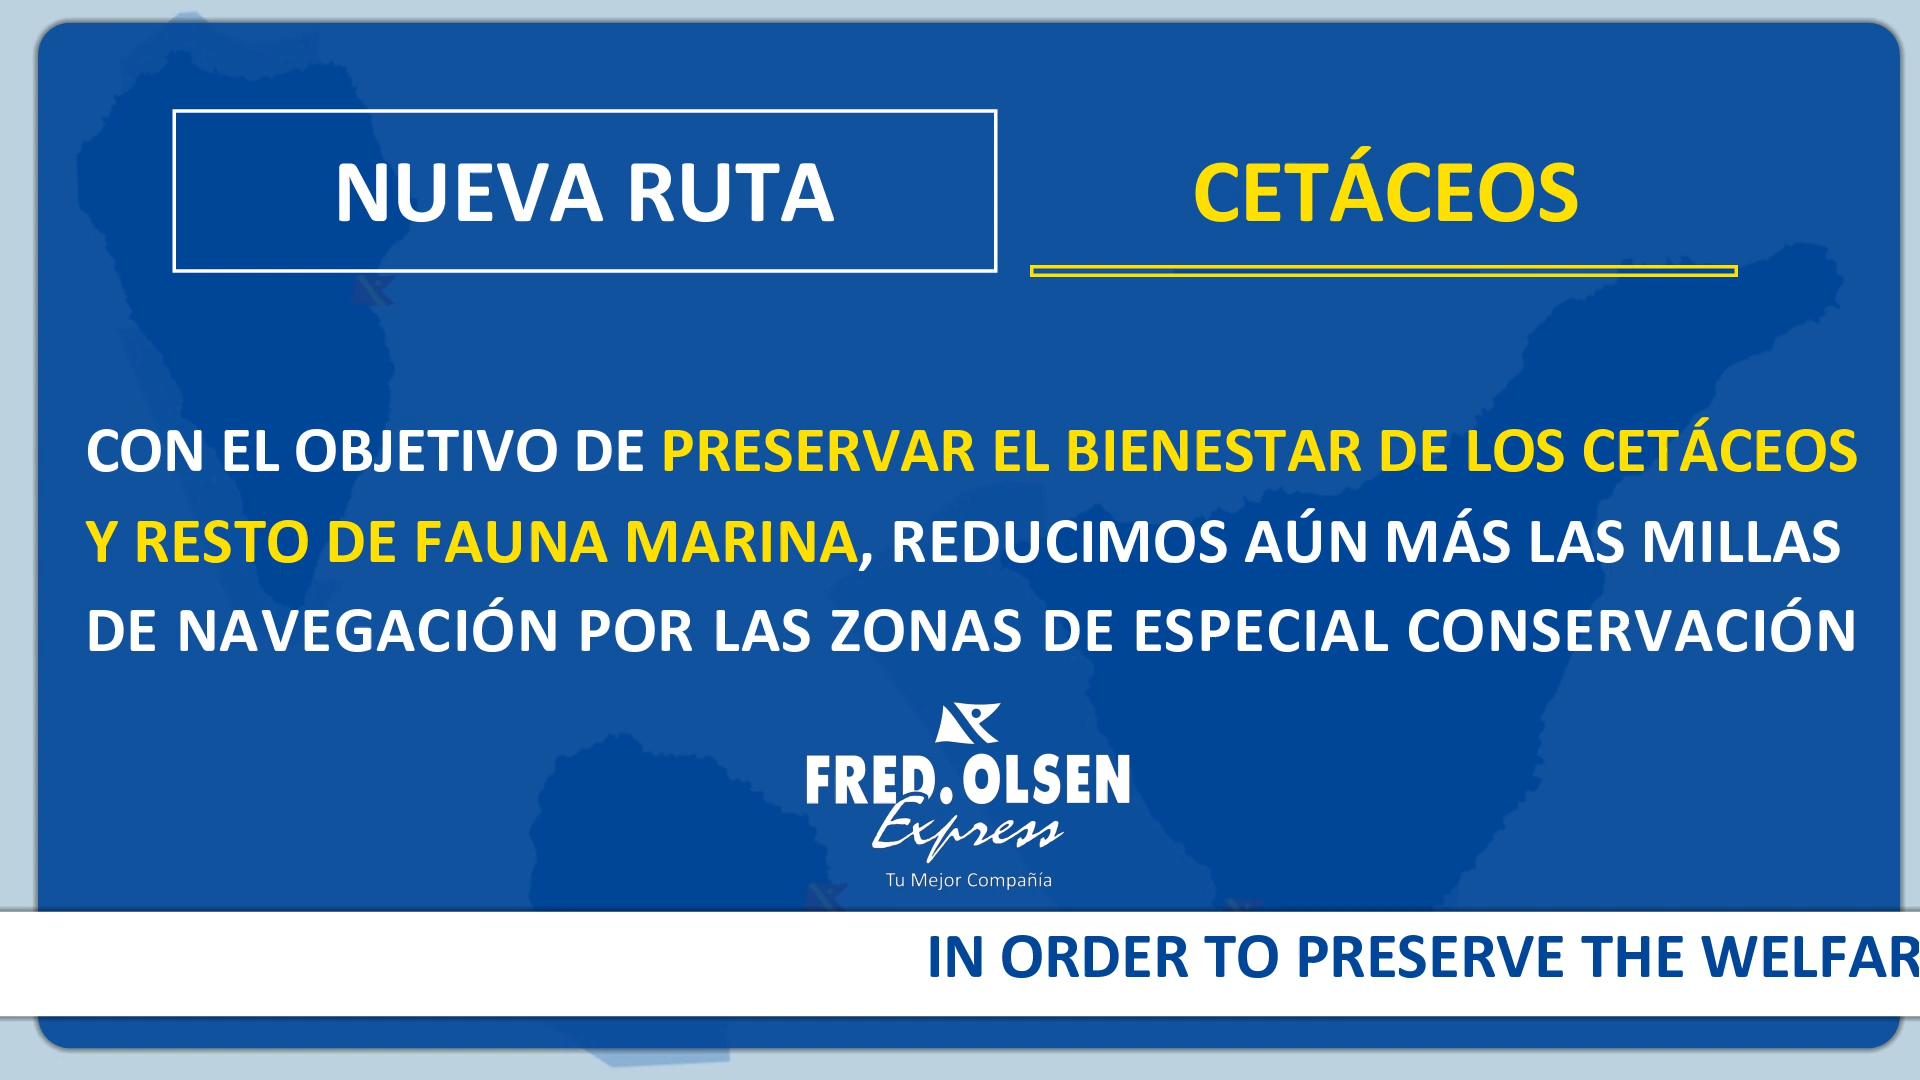 NUEVA RUTA
CETÁCEOS
CON EL OBJETIVO DE PRESERVAR EL BIENESTAR DE LOS CETÁCEOS
Y RESTO DE FAUNA MARINA, REDUCIMOS AÚN MÁS LAS MILLAS
DE NAVEGACIÓN POR LAS ZONAS DE ESPECIAL CONSERVACIÓN
FRED. OLSEN
Express
Tu Mejor Compañía
IN ORDER TO PRESERVE THE WELFAR